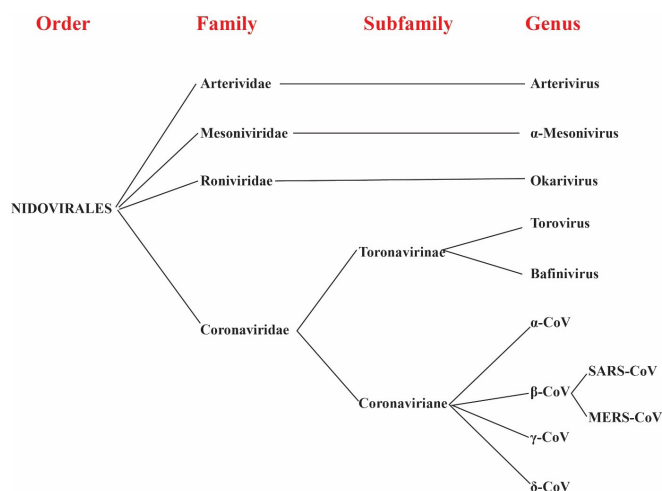 Order Family Subfamily Genus
Arterividae Arterivirus
Mesoniviridae α-Mesonivirus
Roniviridae Okarivirus
NIDOVIRALES
Torovirus
Toronavirinae
Bafinivirus
α-CoV
Coronaviridae
SARS-CoV
β-CoV
Coronaviriane
MERS-CoV
γ-CoV
δ-CoV